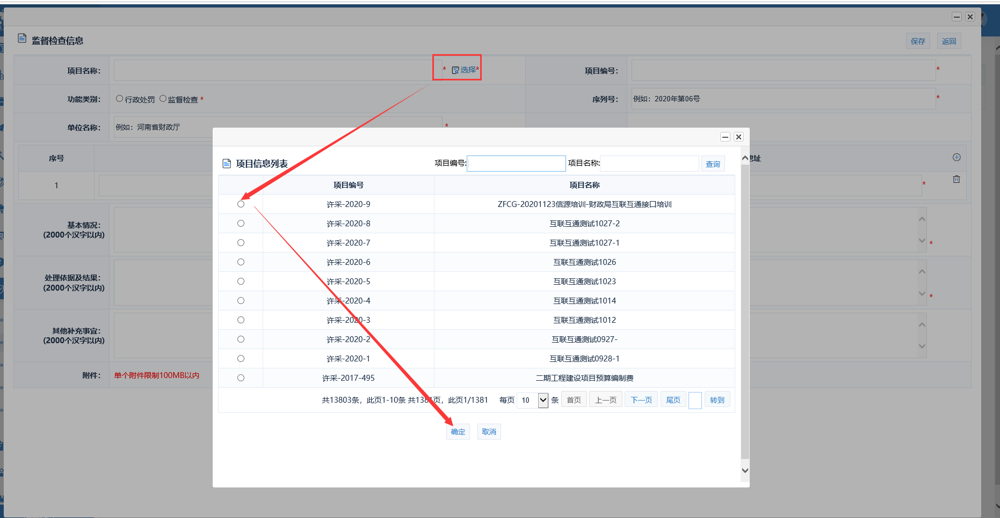 监督检查信息
保存 返回
项目名称： * 选择* 项目编号： *
功能类别： 行政处罚 监督检查 * 序列号： 例如：2020年第06号 *
单位名称： 例如：河南省财政厅 *
序号 地址
1 *
基本情况：
(2000个汉字以内) *
处理依据及结果：
(2000个汉字以内) *
其他补充事宜：
(2000个汉字以内)
附件： 单个附件限制100MB以内
项目信息列表 项目编号: 项目名称: 查询
项目编号 项目名称
许采-2020-9 ZFCG-20201123信源培训-财政局互联互通接口培训
许采-2020-8 互联互通测试1027-2
许采-2020-7 互联互通测试1027-1
许采-2020-6 互联互通测试1026
许采-2020-5 互联互通测试1023
许采-2020-4 互联互通测试1014
许采-2020-3 互联互通测试1012
许采-2020-2 互联互通测试0927-
许采-2020-1 互联互通测试0928-1
许采-2017-495 二期工程建设项目预算编制费
共13803条，此页1-10条 共1381页，此页1/1381 每页 10 条 首页 上一页 下一页 尾页 转到
确定 取消